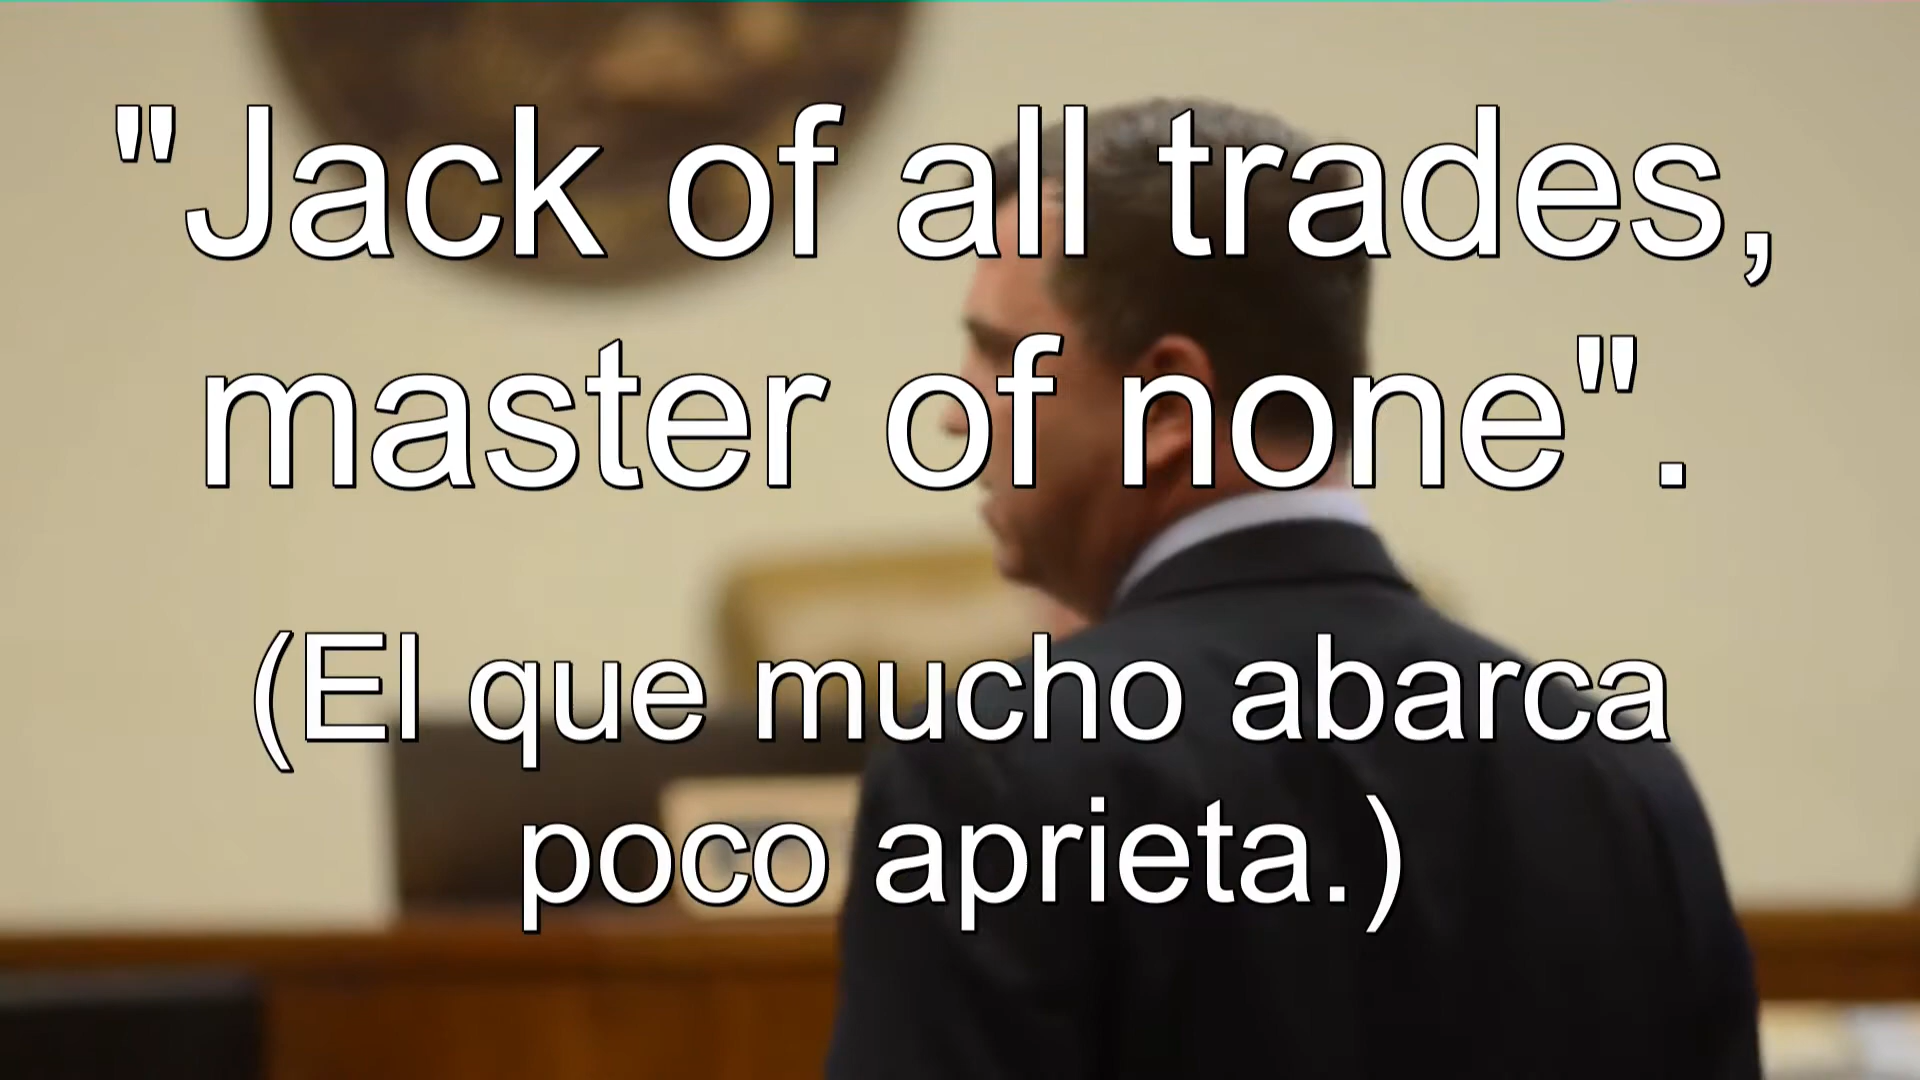 "Jack of all trades,
master of none".
(El que mucho abarca
poco aprieta.)